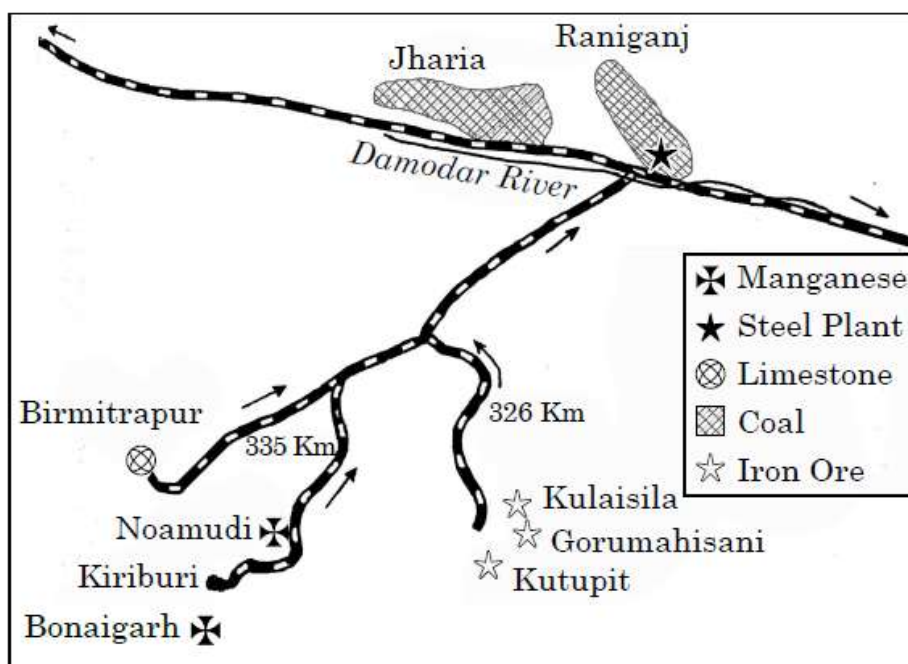 Raniganj
Jharia
Damodar River
Manganese
Steel Plant
Limestone
Coal
Iron Ore
Birmitrapur
335 Km
326 Km
Noamudi
Kiriburi
Bonaigarh
Kulaisila
Gorumahisani
Kutupit